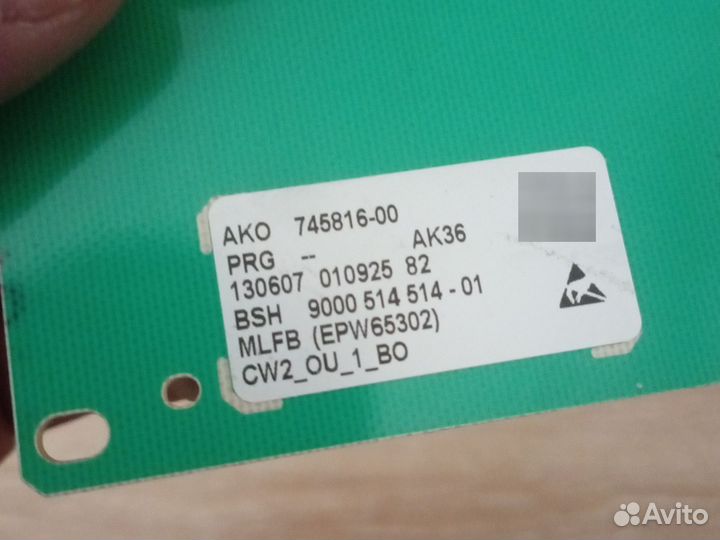 AKO 745816-00
PRG -- AK36
130607 010925 82
BSH 9000 514 514 - 01
MLFB (EPW65302)
CW2_OU_1_BO
Avito